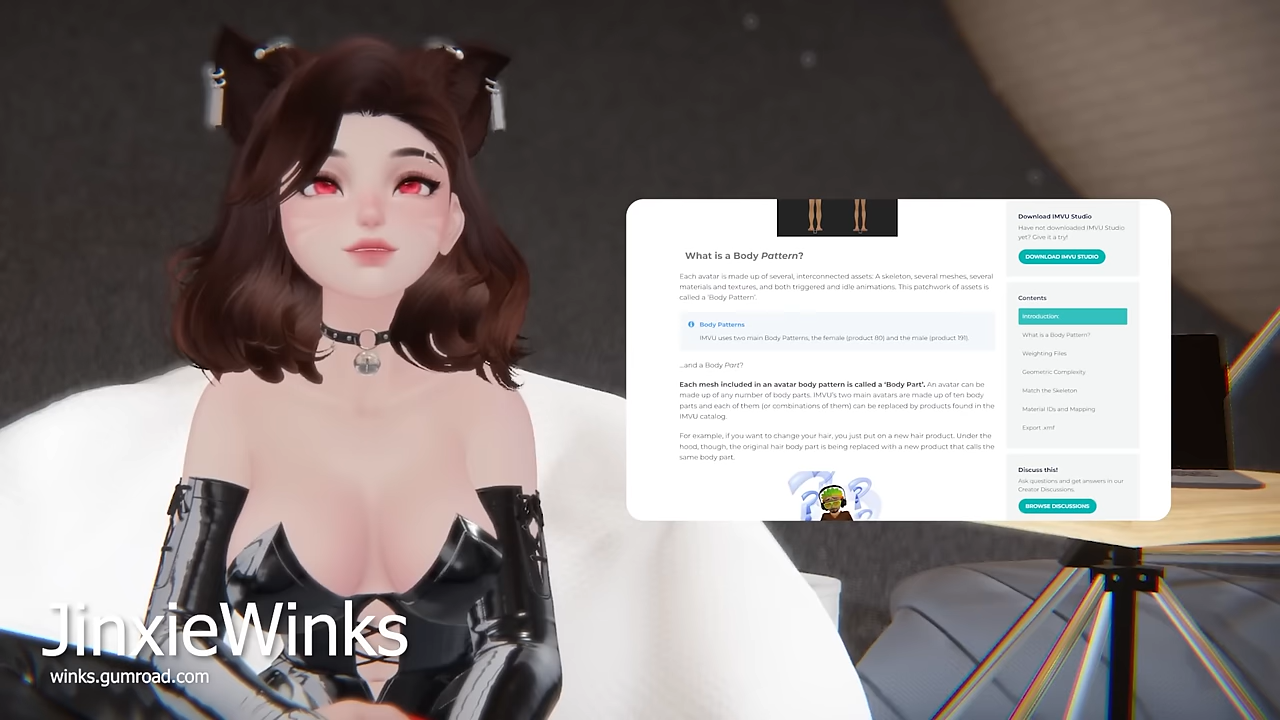 What is a Body Pattern?
Each avatar is made up of several, interconnected assets: A skeleton, several meshes, several
materials and textures, and both triggered and idle animations. This patchwork of assets is
called a 'Body Pattern'.
Body Patterns
IMVU uses two main Body Patterns, the female (product 80) and the male (product 191).
...and a Body Part?
Each mesh included in an avatar body pattern is called a 'Body Part'. An avatar can be
made up of any number of body parts. IMVU's two main avatars are made up of ten body
parts and each of them (or combinations of them) can be replaced by products found in the
IMVU catalog.
For example, if you want to change your hair, you just put on a new hair product. Under the
hood, though, the original hair body part is being replaced with a new product that calls the
same body part.
Download IMVU Studio
Have not downloaded IMVU Studio
yet? Give it a try!
DOWNLOAD IMVU STUDIO
Contents
Introduction:
What is a Body Pattern?
Weighting Files
Geometric Complexity
Match the Skeleton
Material IDs and Mapping
Export .xmf
Discuss this!
Ask questions and get answers in our
Creator Discussions.
BROWSE DISCUSSIONS
JinxieWinks
winks.gumroad.com